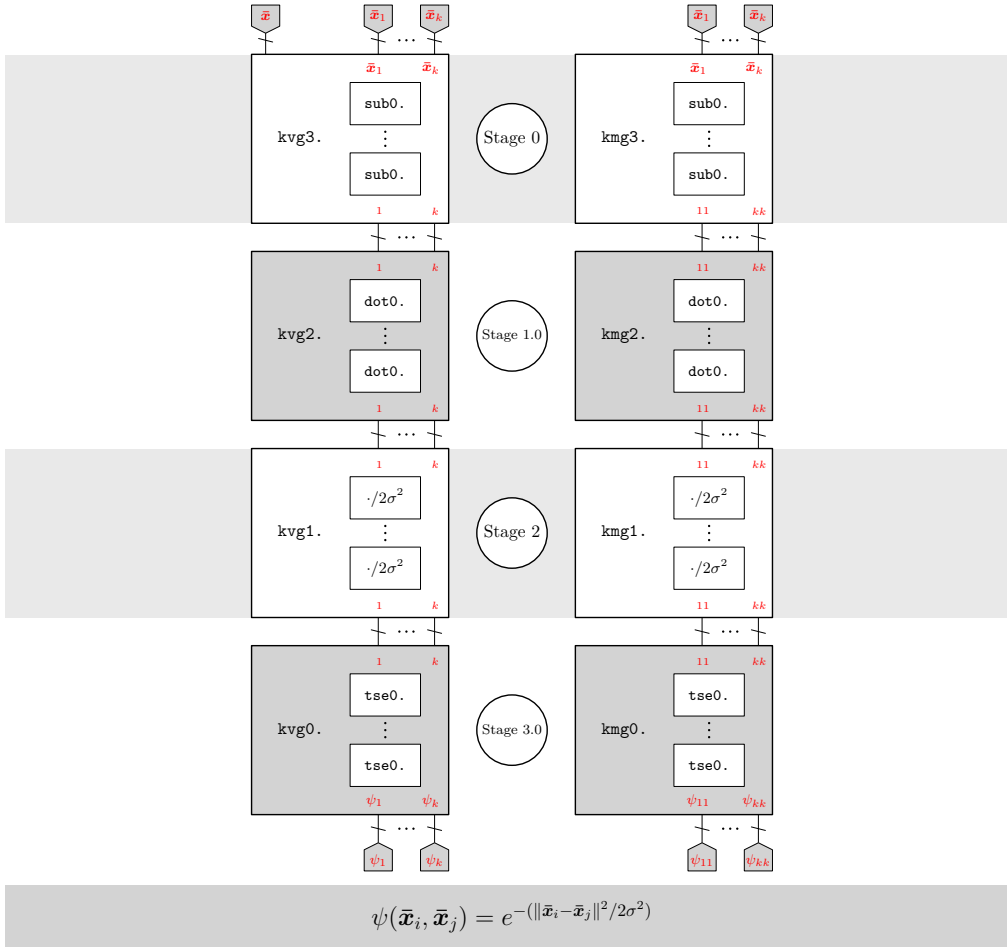 x̄ x̄₁ ⋯ x̄ₖ x̄₁ ⋯ x̄ₖ
x̄₁ x̄ₖ x̄₁ x̄ₖ
sub0. sub0.
kvg3. ⋮ Stage 0 kmg3. ⋮
sub0. sub0.
1 k 11 kk
⋯ ⋯
1 k 11 kk
dot0. dot0.
kvg2. ⋮ Stage 1.0 kmg2. ⋮
dot0. dot0.
1 k 11 kk
⋯ ⋯
1 k 11 kk
·/2σ² ·/2σ²
kvg1. ⋮ Stage 2 kmg1. ⋮
·/2σ² ·/2σ²
1 k 11 kk
⋯ ⋯
1 k 11 kk
tse0. tse0.
kvg0. ⋮ Stage 3.0 kmg0. ⋮
tse0. tse0.
ψ₁ ψₖ ψ₁₁ ψₖₖ
⋯ ⋯
ψ₁ ψₖ ψ₁₁ ψₖₖ
ψ(x̄ᵢ, x̄ⱼ) = e^−(‖x̄ᵢ−x̄ⱼ‖²/2σ²)